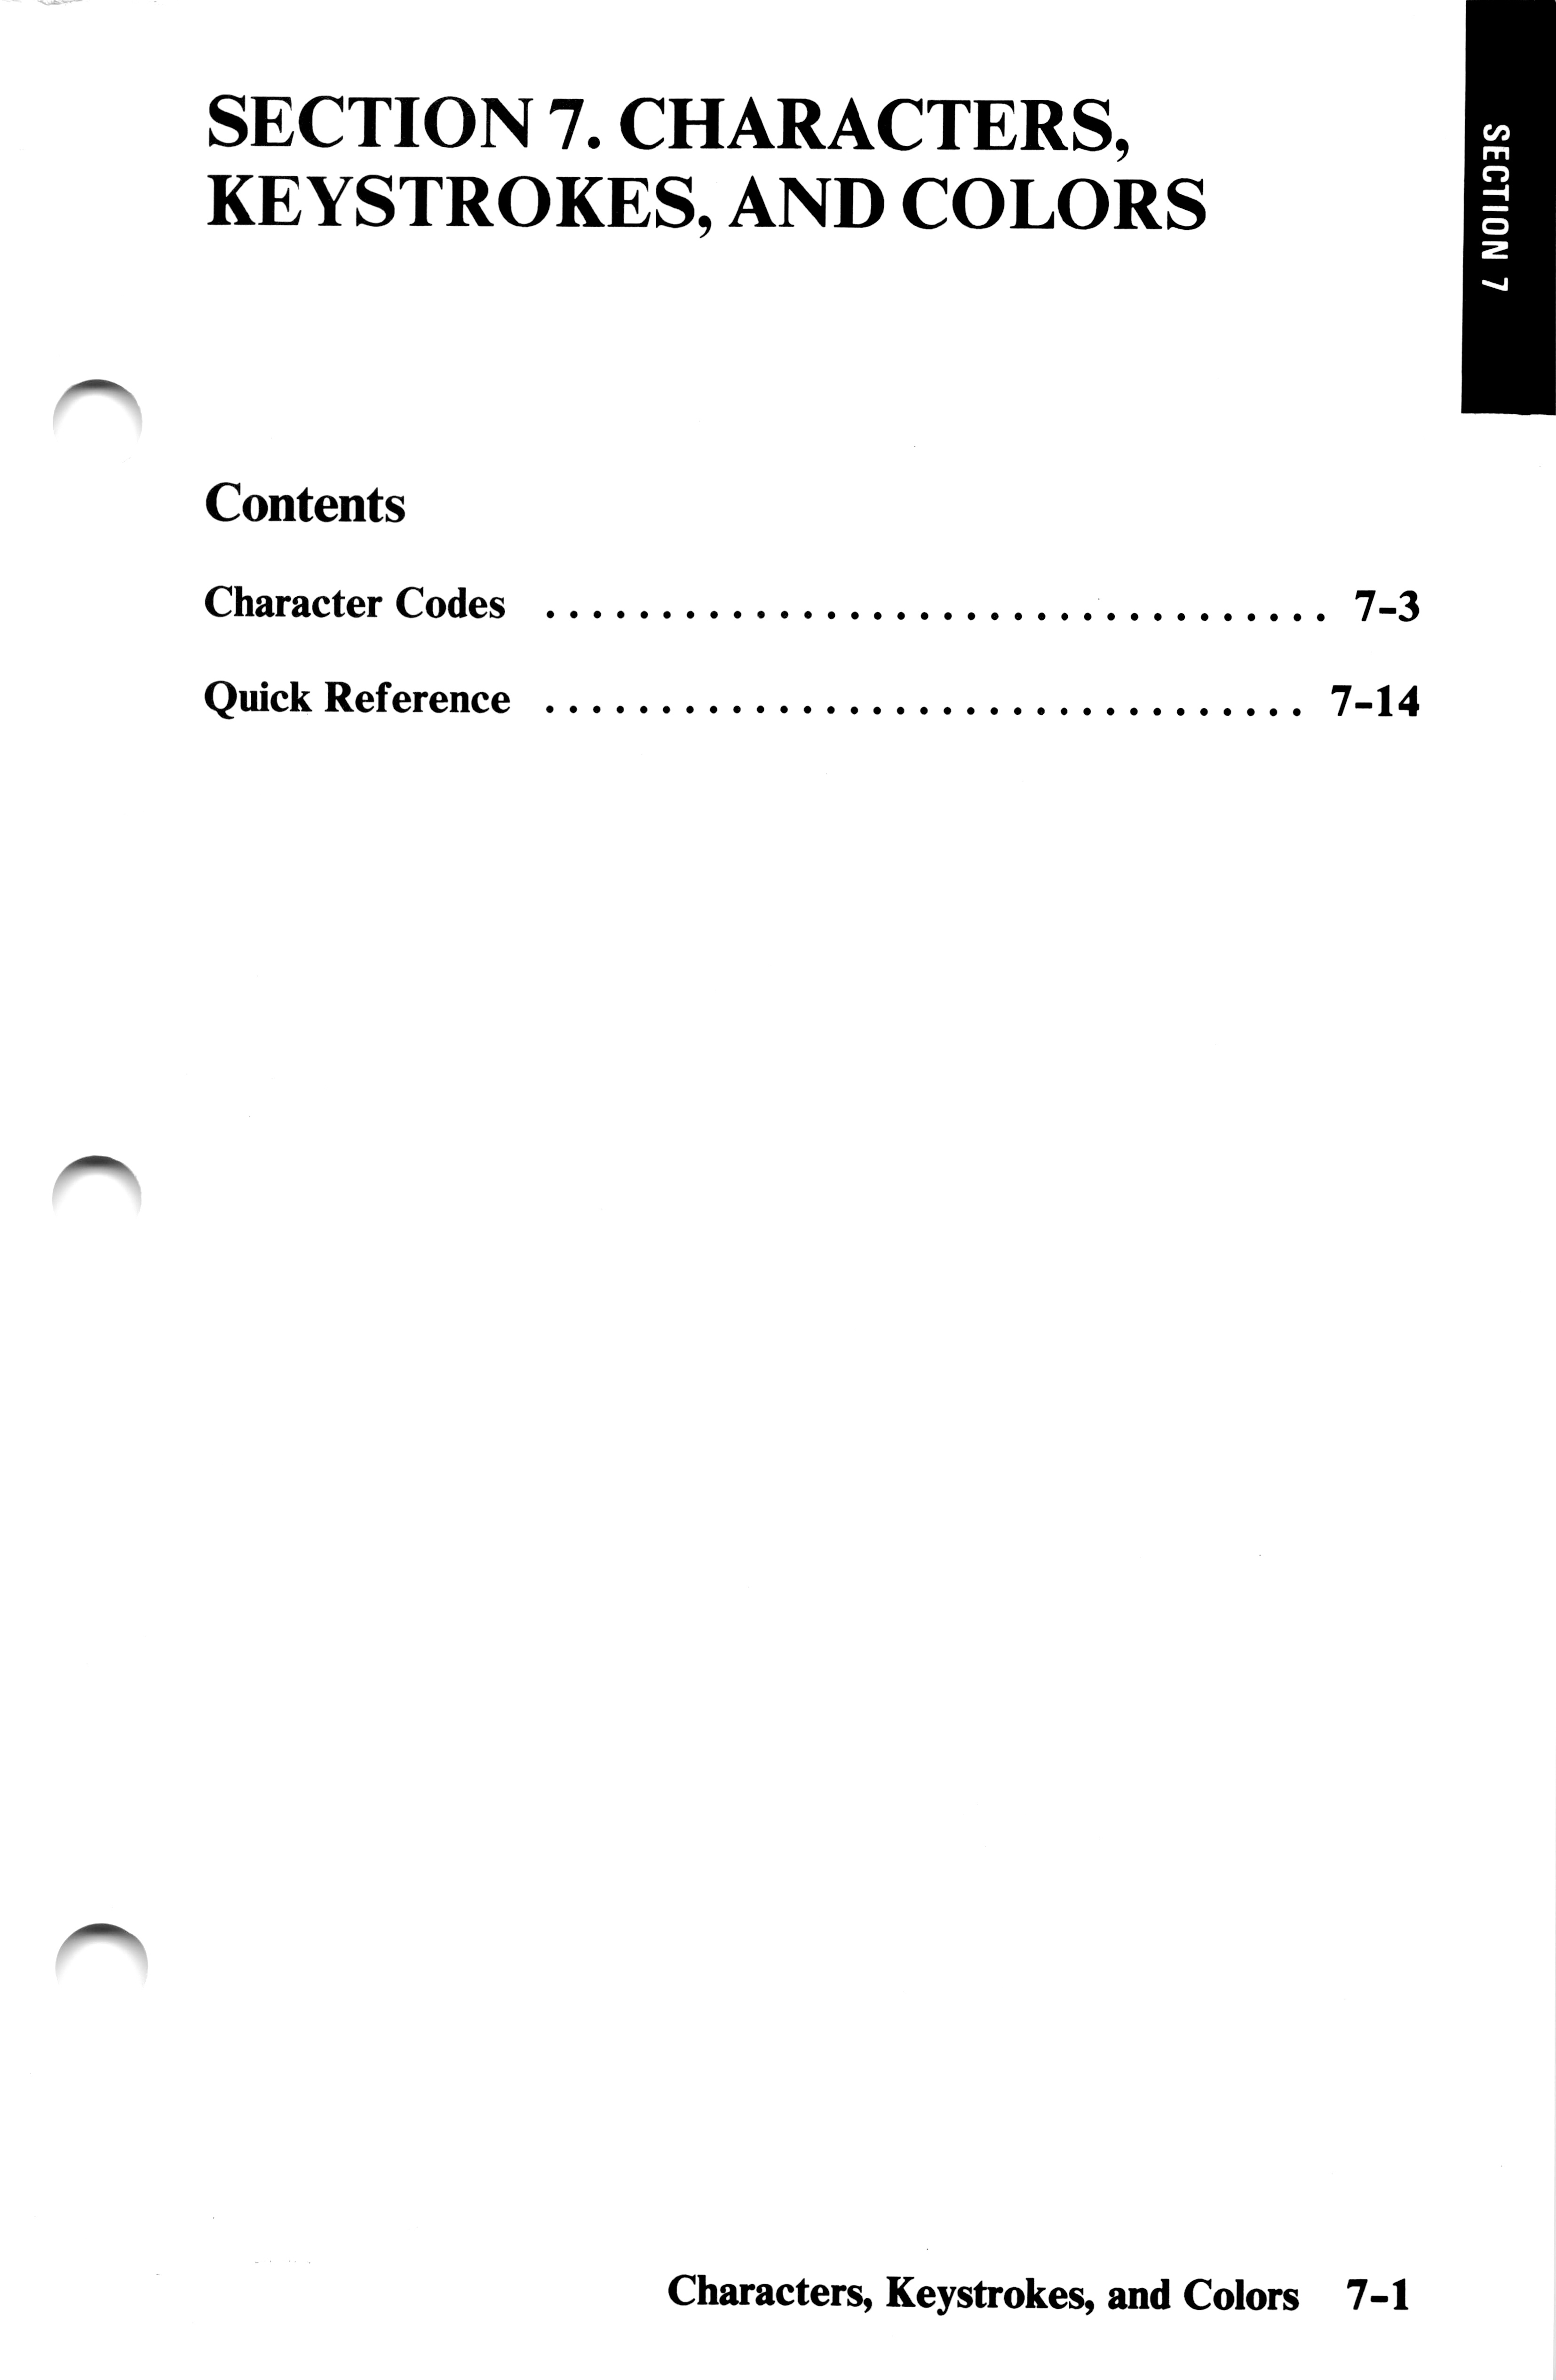 SECTION 7. CHARACTERS,
KEYSTROKES, AND COLORS
SECTION 7
Contents
Character Codes ................................. 7-3
Quick Reference ................................. 7-14
Characters, Keystrokes, and Colors 7-1